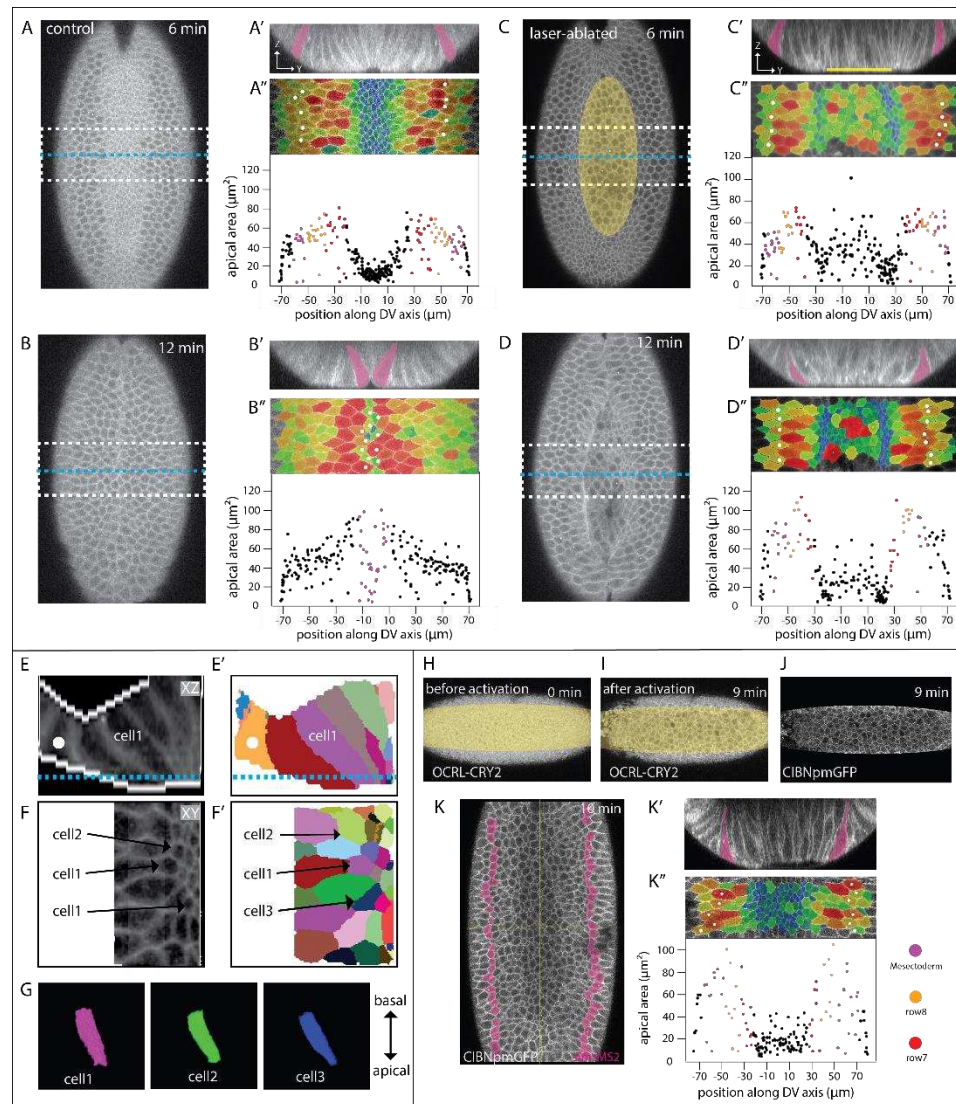 A
control
6 min
A'
Z
Y
A"
apical area (µm²)
120
100
80
60
40
20
0
-70 -50 -30 -10 10 30 50 70
position along DV axis (µm)
C
laser-ablated
6 min
C'
Z
Y
C"
apical area (µm²)
120
100
80
60
40
20
0
-70 -50 -30 -10 10 30 50 70
position along DV axis (µm)
B
12 min
B'
B"
apical area (µm²)
120
100
80
60
40
20
0
-70 -50 -30 -10 10 30 50 70
position along DV axis (µm)
D
12 min
D'
D"
apical area (µm²)
120
100
80
60
40
20
0
-70 -50 -30 -10 10 30 50 70
position along DV axis (µm)
E
XZ
cell1
E'
cell1
F
XY
cell2
cell1
cell1
F'
cell2
cell1
cell3
G
cell1
cell2
cell3
basal
apical
H
before activation
0 min
OCRL-CRY2
I
after activation
9 min
OCRL-CRY2
J
9 min
CIBNpmGFP
K
min
CIBNpmGFP
K'
K"
apical area (µm²)
100
80
60
40
20
0
-70 -50 -30 -10 10 30 50 70
position along DV axis (µm)
Mesectoderm
row8
row7